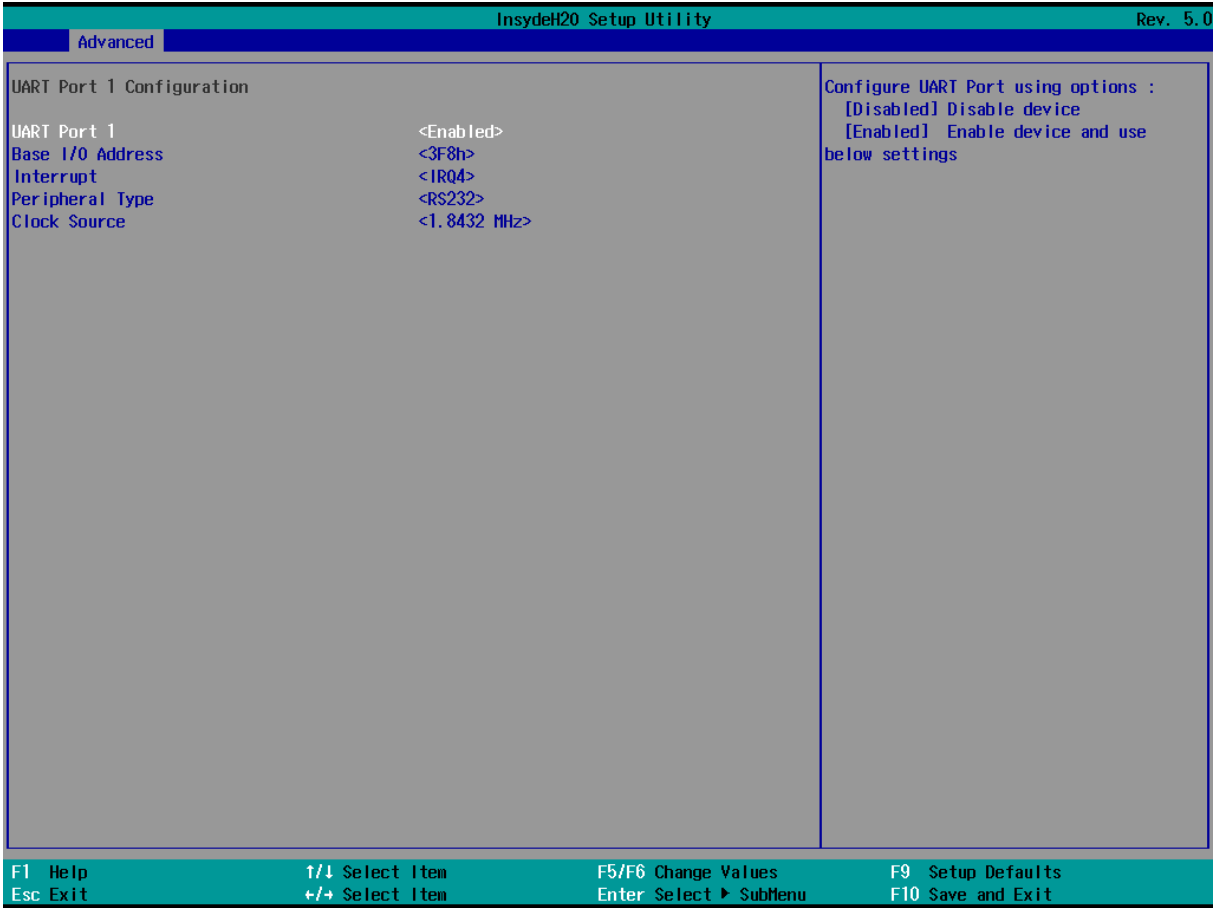 InsydeH20 Setup Utility Rev. 5.0
Advanced
UART Port 1 Configuration
UART Port 1 <Enabled>
Base I/O Address <3F8h>
Interrupt <IRQ4>
Peripheral Type <RS232>
Clock Source <1.8432 MHz>
Configure UART Port using options :
[Disabled] Disable device
[Enabled] Enable device and use
below settings
F1 Help ↑/↓ Select Item F5/F6 Change Values F9 Setup Defaults
Esc Exit ←/→ Select Item Enter Select ▶ SubMenu F10 Save and Exit